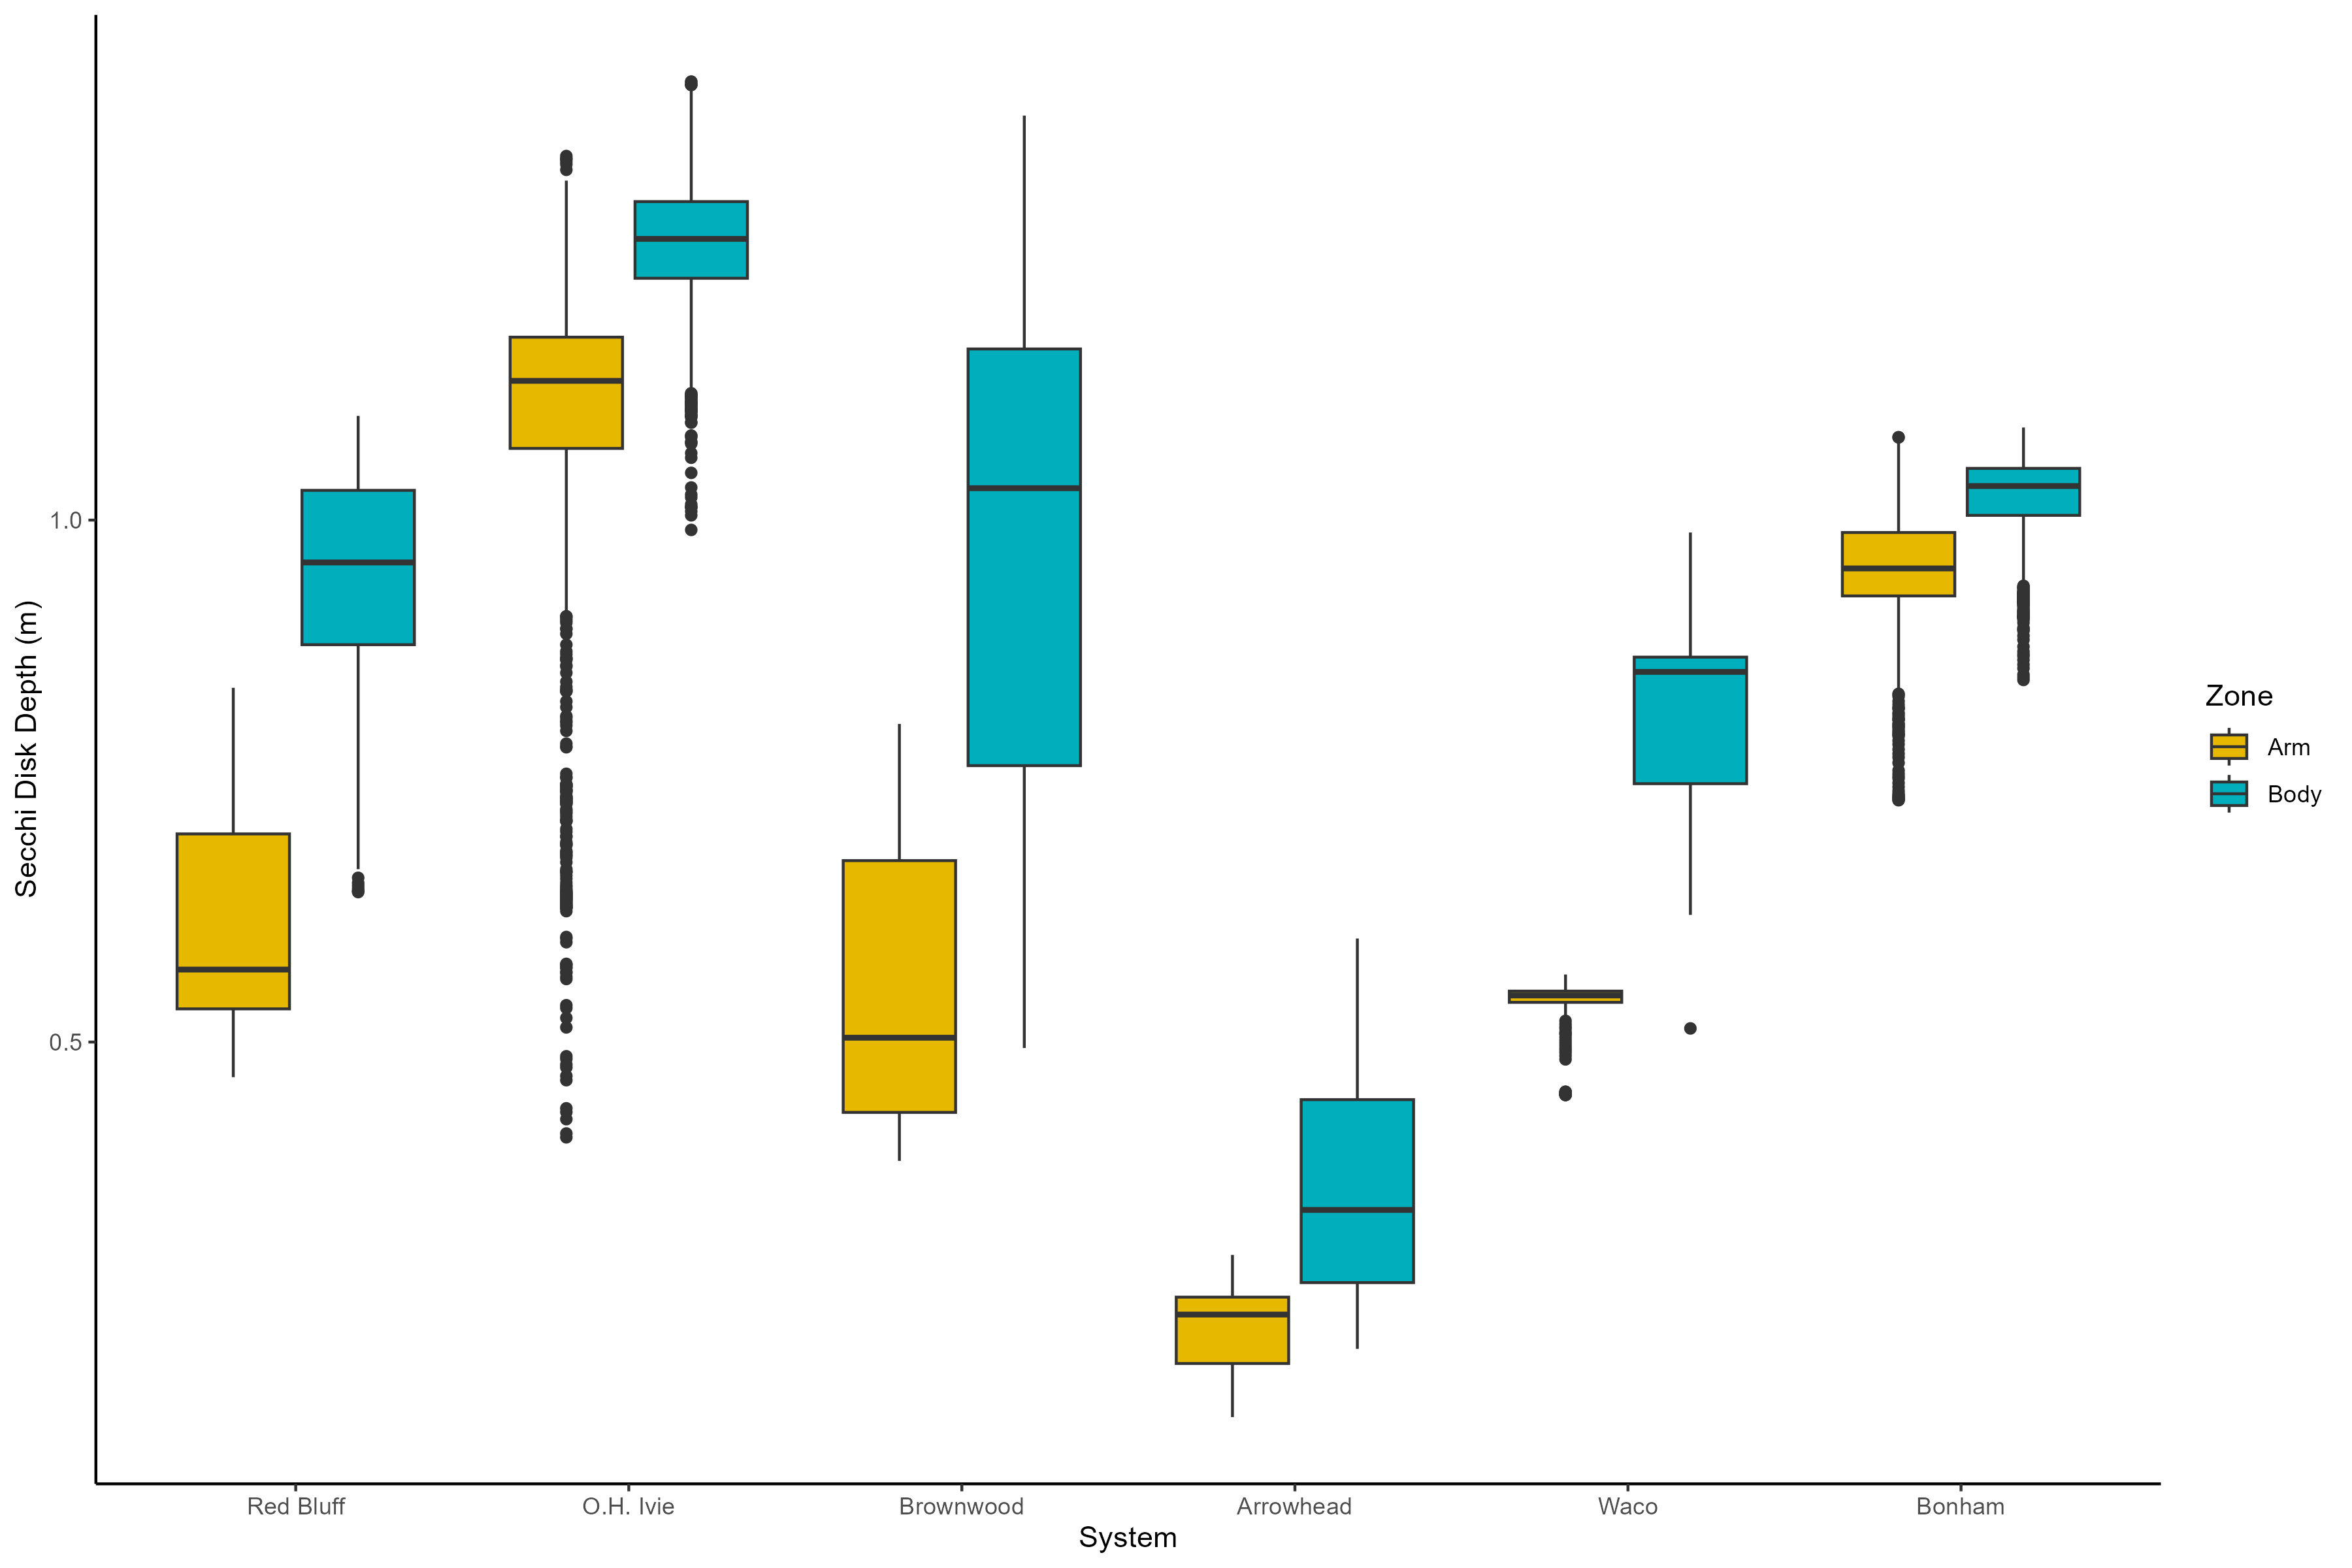 Secchi Disk Depth (m)
1.0
0.5
Red Bluff
O.H. Ivie
Brownwood
Arrowhead
Waco
Bonham
System
Zone
Arm
Body